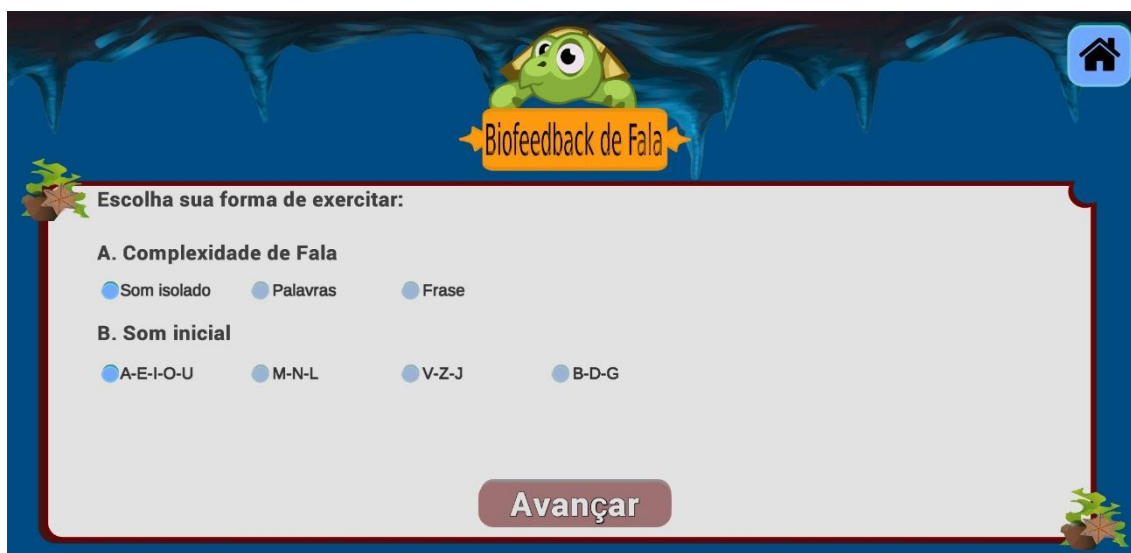 Biofeedback de Fala
Escolha sua forma de exercitar:
A. Complexidade de Fala
Som isolado Palavras Frase
B. Som inicial
A-E-I-O-U M-N-L V-Z-J B-D-G
Avançar